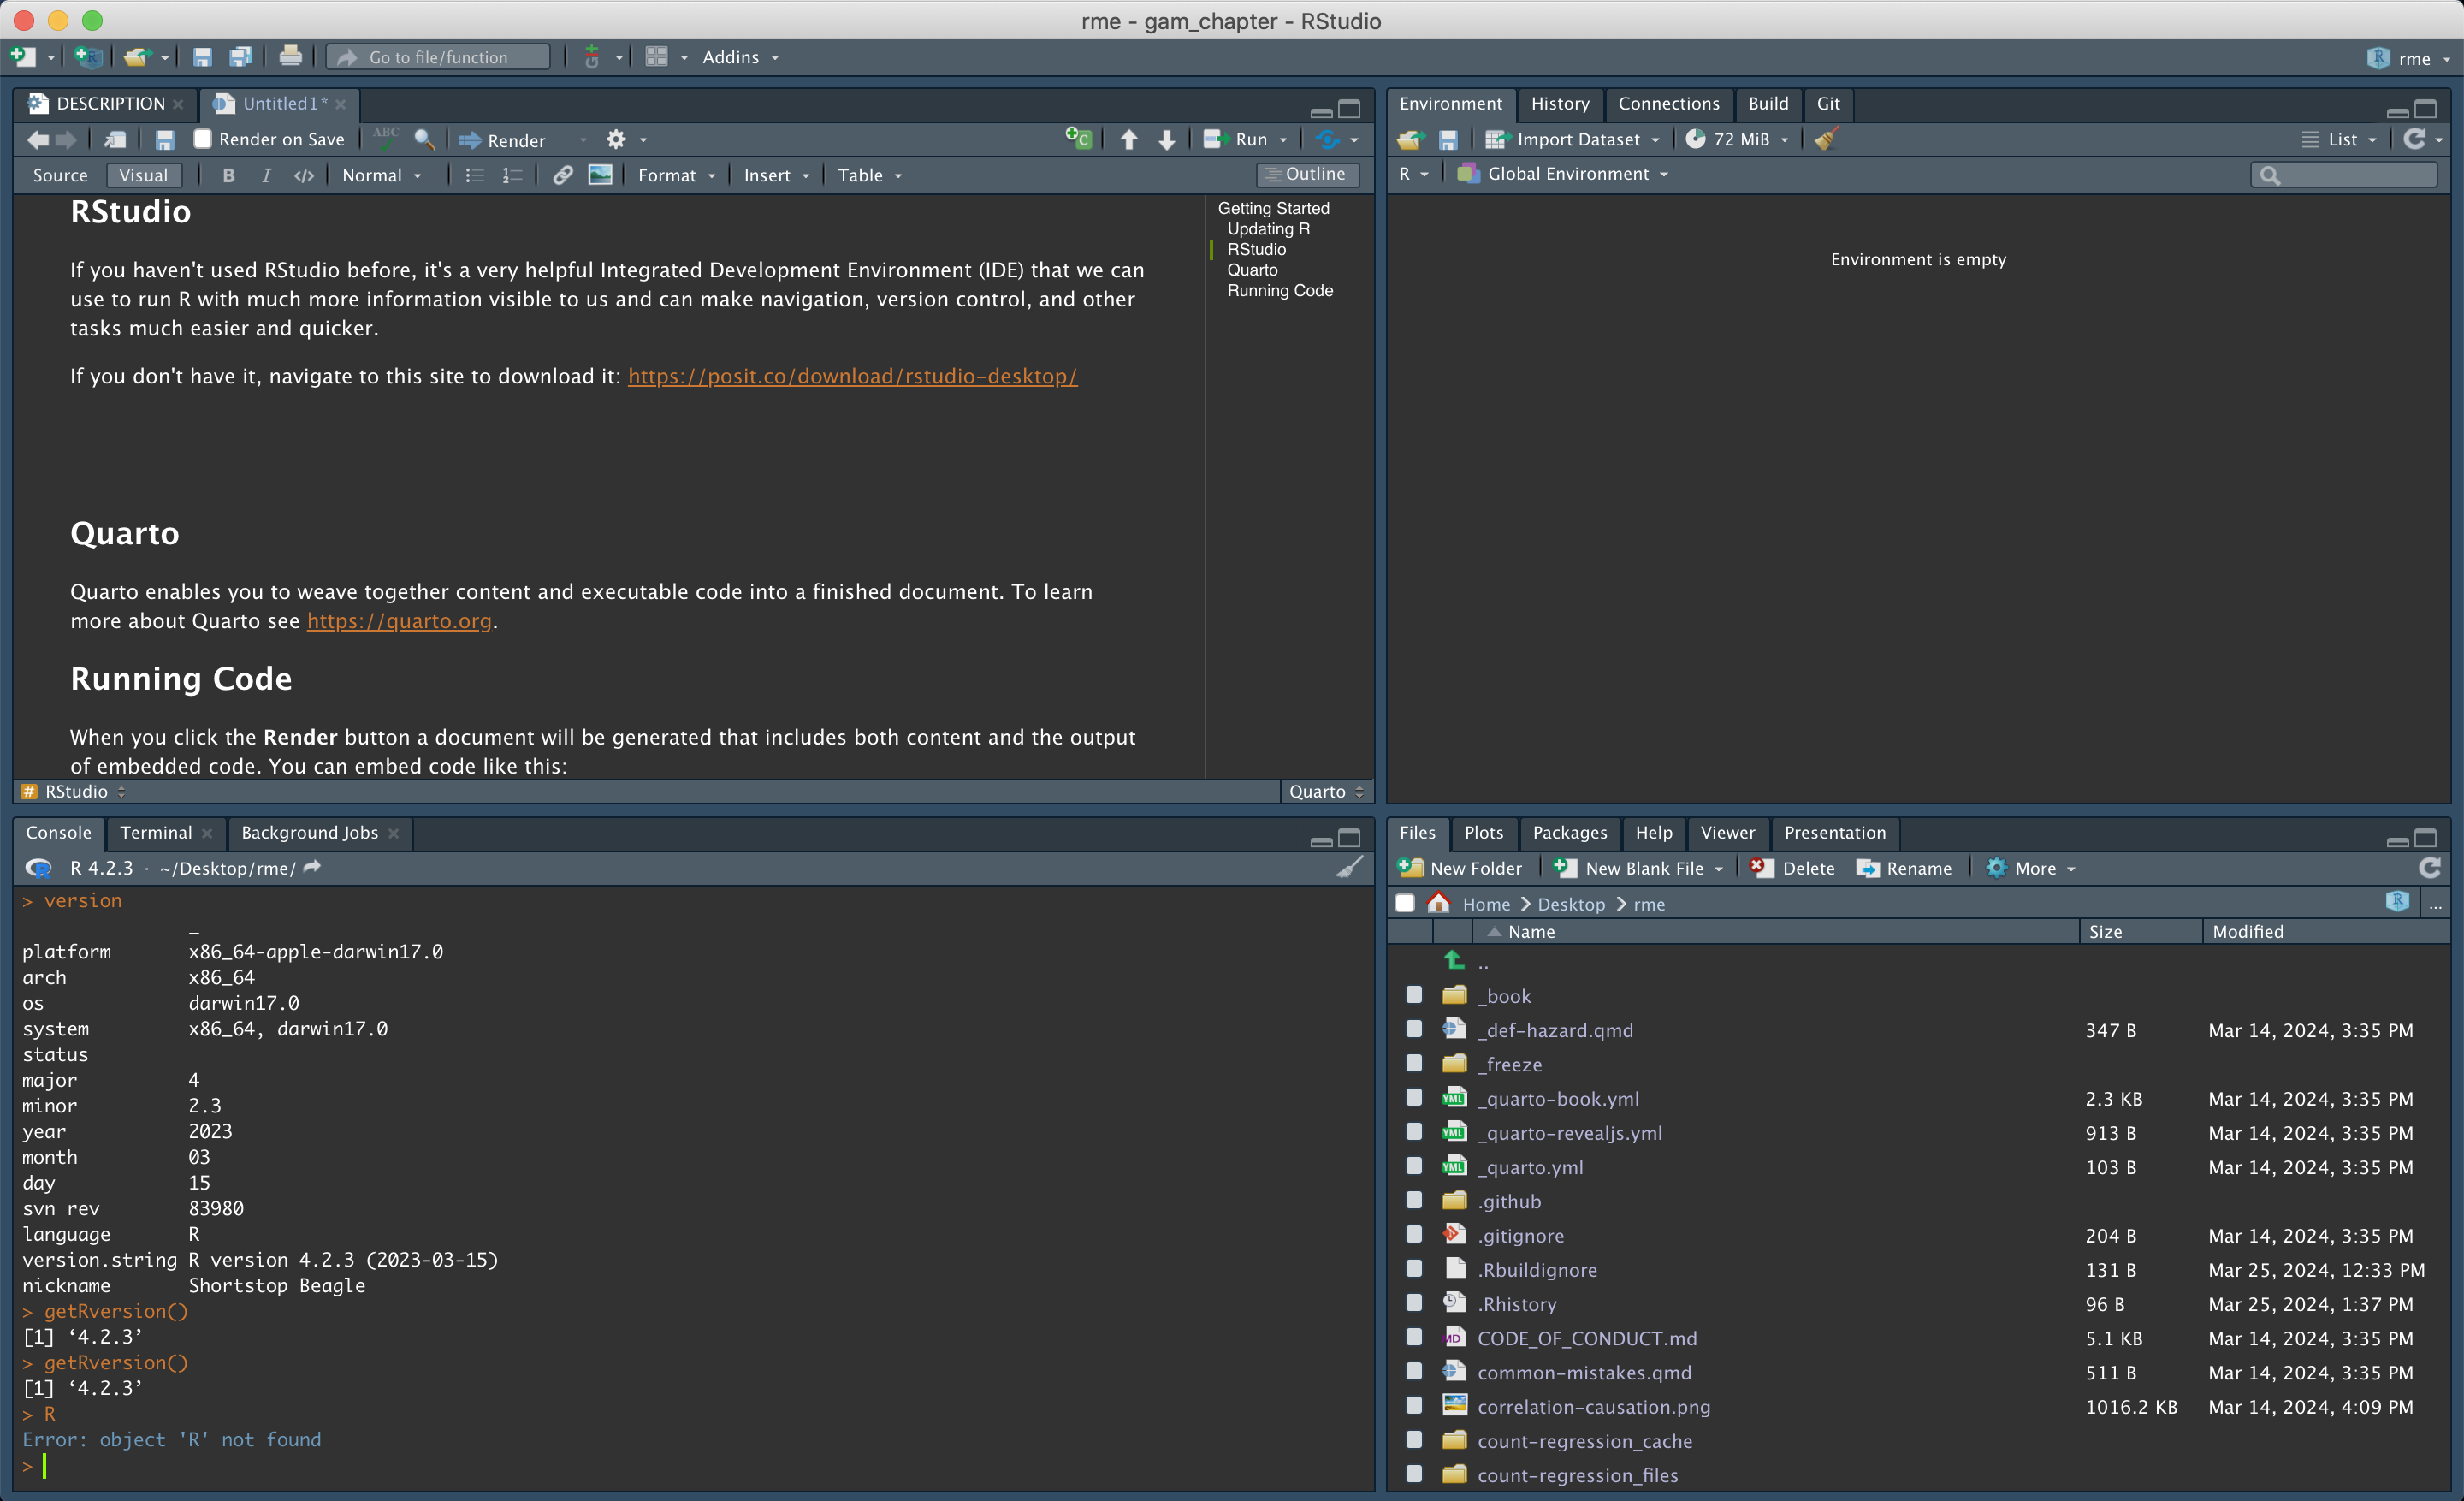 rme - gam_chapter - RStudio
Go to file/function
Addins
rme
DESCRIPTION
Untitled1*
Render on Save
ABC
Render
Run
Source
Visual
B
I
</>
Normal
Format
Insert
Table
Outline
RStudio
If you haven't used RStudio before, it's a very helpful Integrated Development Environment (IDE) that we can
use to run R with much more information visible to us and can make navigation, version control, and other
tasks much easier and quicker.
If you don't have it, navigate to this site to download it: https://posit.co/download/rstudio-desktop/
Quarto
Quarto enables you to weave together content and executable code into a finished document. To learn
more about Quarto see https://quarto.org.
Running Code
When you click the Render button a document will be generated that includes both content and the output
of embedded code. You can embed code like this:
Getting Started
Updating R
RStudio
Quarto
Running Code
# RStudio
Quarto
Environment
History
Connections
Build
Git
Import Dataset
72 MiB
List
R
Global Environment
Environment is empty
Console
Terminal
Background Jobs
R 4.2.3 · ~/Desktop/rme/
> version
_
platform x86_64-apple-darwin17.0
arch x86_64
os darwin17.0
system x86_64, darwin17.0
status
major 4
minor 2.3
year 2023
month 03
day 15
svn rev 83980
language R
version.string R version 4.2.3 (2023-03-15)
nickname Shortstop Beagle
> getRversion()
[1] ‘4.2.3’
> getRversion()
[1] ‘4.2.3’
> R
Error: object 'R' not found
>
Files
Plots
Packages
Help
Viewer
Presentation
New Folder
New Blank File
Delete
Rename
More
Home
Desktop
rme
...
Name
Size
Modified
..
_book
_def-hazard.qmd 347 B Mar 14, 2024, 3:35 PM
_freeze
_quarto-book.yml 2.3 KB Mar 14, 2024, 3:35 PM
_quarto-revealjs.yml 913 B Mar 14, 2024, 3:35 PM
_quarto.yml 103 B Mar 14, 2024, 3:35 PM
.github
.gitignore 204 B Mar 14, 2024, 3:35 PM
.Rbuildignore 131 B Mar 25, 2024, 12:33 PM
.Rhistory 96 B Mar 25, 2024, 1:37 PM
CODE_OF_CONDUCT.md 5.1 KB Mar 14, 2024, 3:35 PM
common-mistakes.qmd 511 B Mar 14, 2024, 3:35 PM
correlation-causation.png 1016.2 KB Mar 14, 2024, 4:09 PM
count-regression_cache
count-regression_files